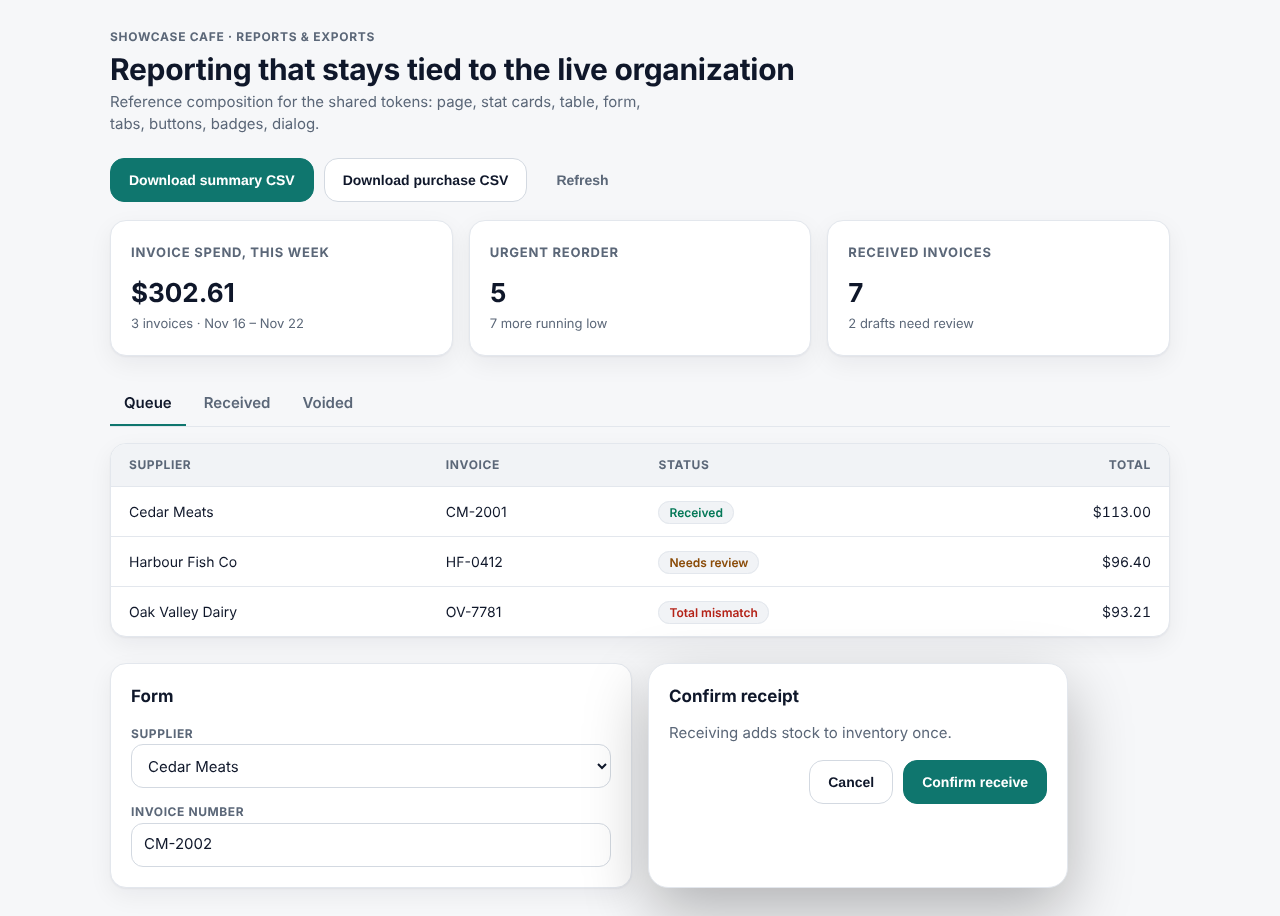 SHOWCASE CAFE · REPORTS & EXPORTS
Reporting that stays tied to the live organization
Reference composition for the shared tokens: page, stat cards, table, form,
tabs, buttons, badges, dialog.
Download summary CSV
Download purchase CSV
Refresh
INVOICE SPEND, THIS WEEK
$302.61
3 invoices · Nov 16 – Nov 22
URGENT REORDER
5
7 more running low
RECEIVED INVOICES
7
2 drafts need review
Queue Received Voided
SUPPLIER INVOICE STATUS TOTAL
Cedar Meats CM-2001 Received $113.00
Harbour Fish Co HF-0412 Needs review $96.40
Oak Valley Dairy OV-7781 Total mismatch $93.21
Form
SUPPLIER
Cedar Meats
INVOICE NUMBER
CM-2002
Confirm receipt
Receiving adds stock to inventory once.
Cancel
Confirm receive